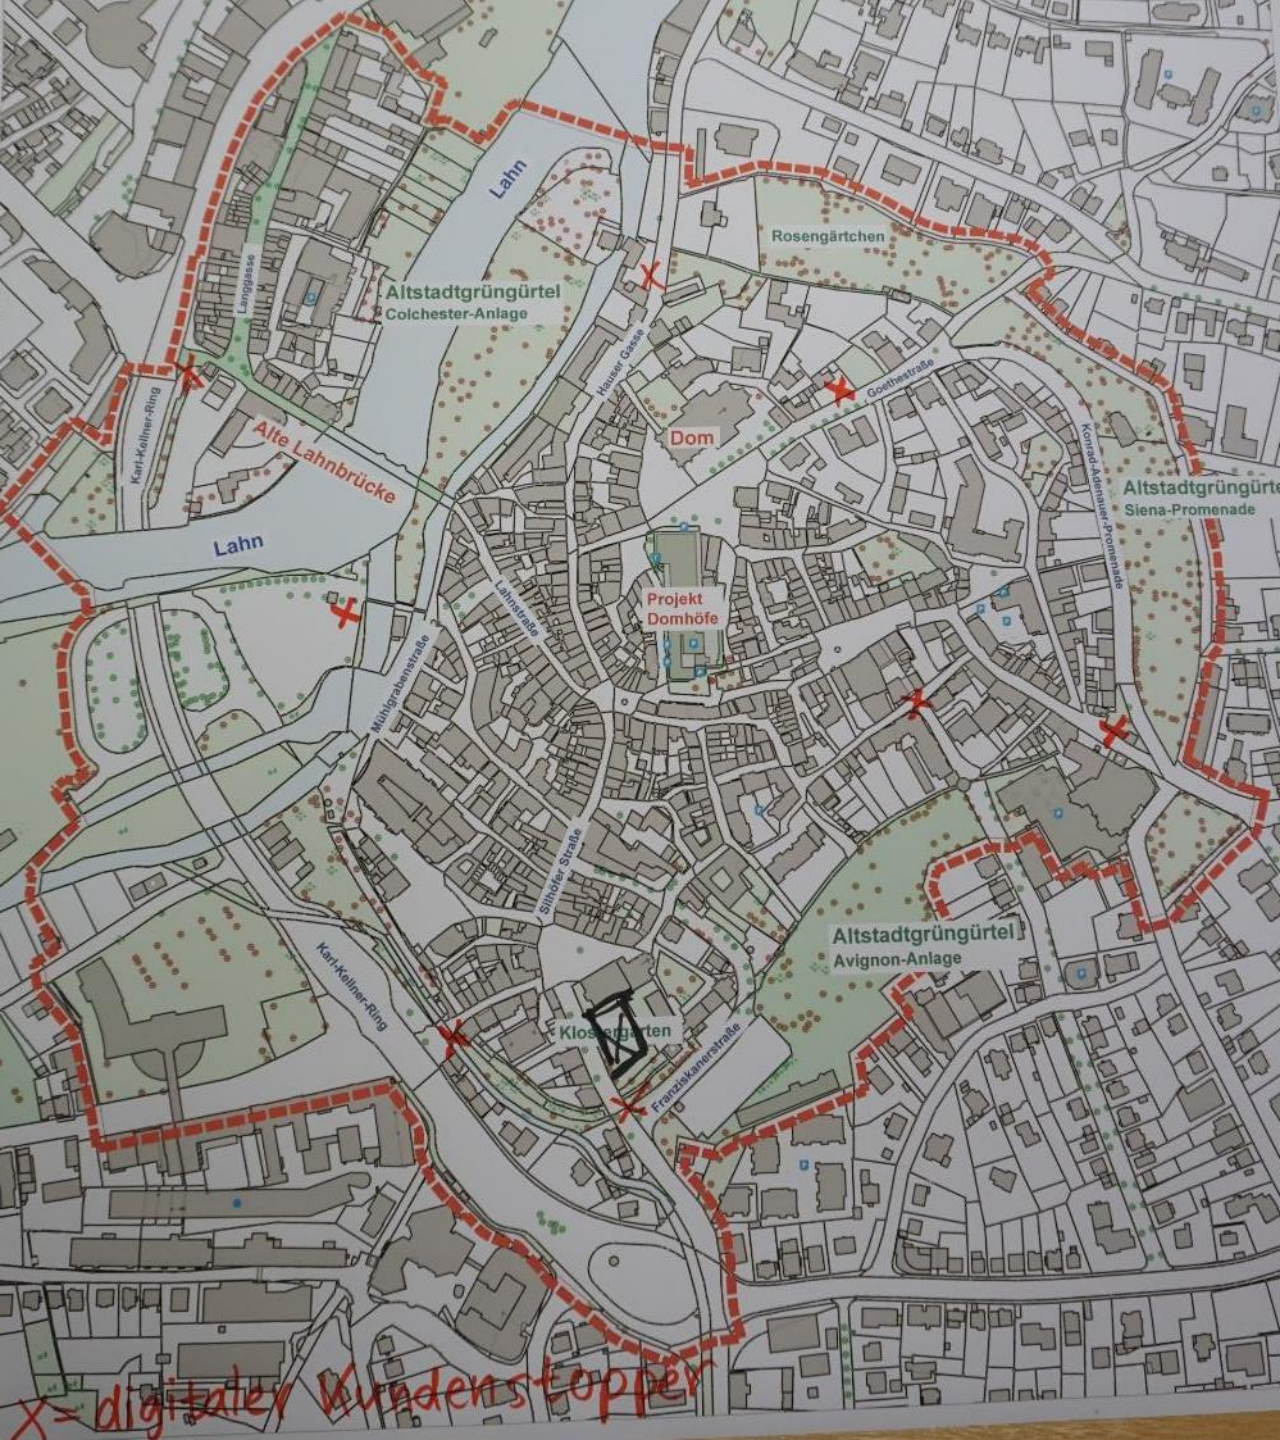 Rosengärtchen
Lahn
Langgasse
Altstadtgrüngürtel
Colchester-Anlage
Hauser Gasse
Goethestraße
Karl-Kellner-Ring
Alte Lahnbrücke
Dom
Konrad-Adenauer-Promenade
Altstadtgrüngürte
Siena-Promenade
Lahn
Lahnstraße
Projekt
Domhöfe
Mühlgrabenstraße
Silhöfer Straße
Altstadtgrüngürtel
Avignon-Anlage
Karl-Kellner-Ring
Klostergarten
Franziskanerstraße
X = digitaler Kundenstopper